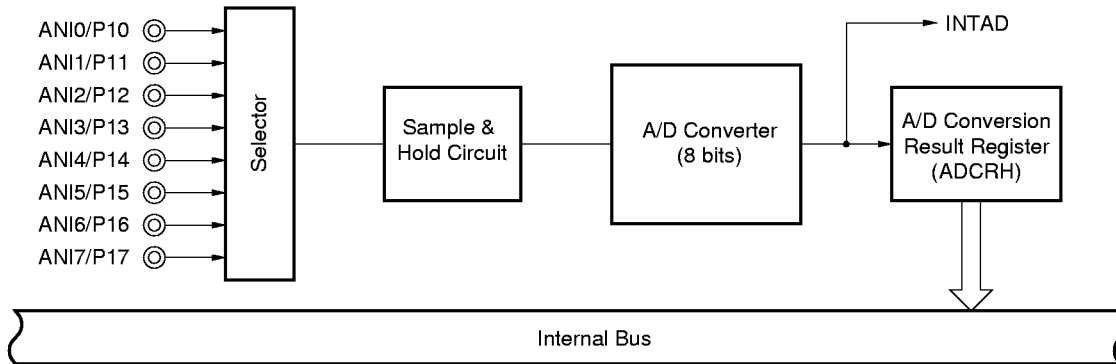 ANI0/P10
ANI1/P11
ANI2/P12
ANI3/P13
ANI4/P14
ANI5/P15
ANI6/P16
ANI7/P17
Selector
Sample &
Hold Circuit
A/D Converter
(8 bits)
INTAD
A/D Conversion
Result Register
(ADCRH)
Internal Bus